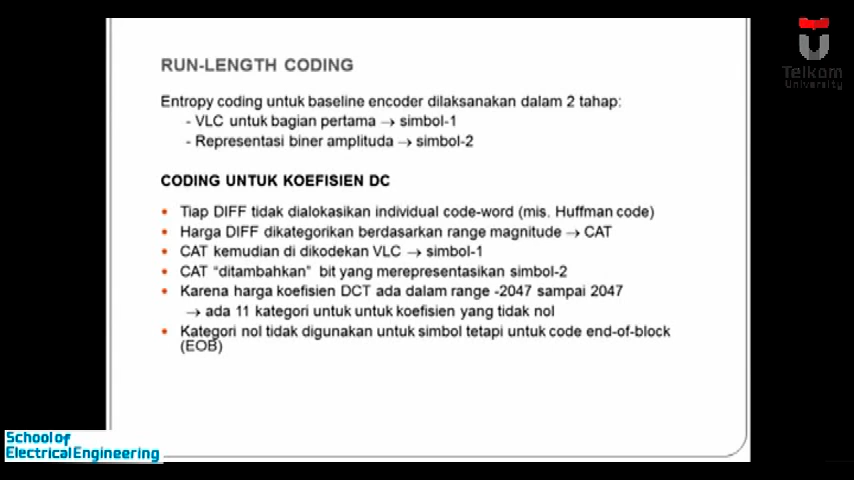 RUN-LENGTH CODING
Entropy coding untuk baseline encoder dilaksanakan dalam 2 tahap:
- VLC untuk bagian pertama → simbol-1
- Representasi biner amplituda → simbol-2
CODING UNTUK KOEFISIEN DC
• Tiap DIFF tidak dialokasikan individual code-word (mis. Huffman code)
• Harga DIFF dikategorikan berdasarkan range magnitude → CAT
• CAT kemudian di dikodekan VLC → simbol-1
• CAT “ditambahkan” bit yang merepresentasikan simbol-2
• Karena harga koefisien DCT ada dalam range -2047 sampai 2047
→ ada 11 kategori untuk untuk koefisien yang tidak nol
• Kategori nol tidak digunakan untuk simbol tetapi untuk code end-of-block
(EOB)
Telkom
University
School of
Electrical Engineering